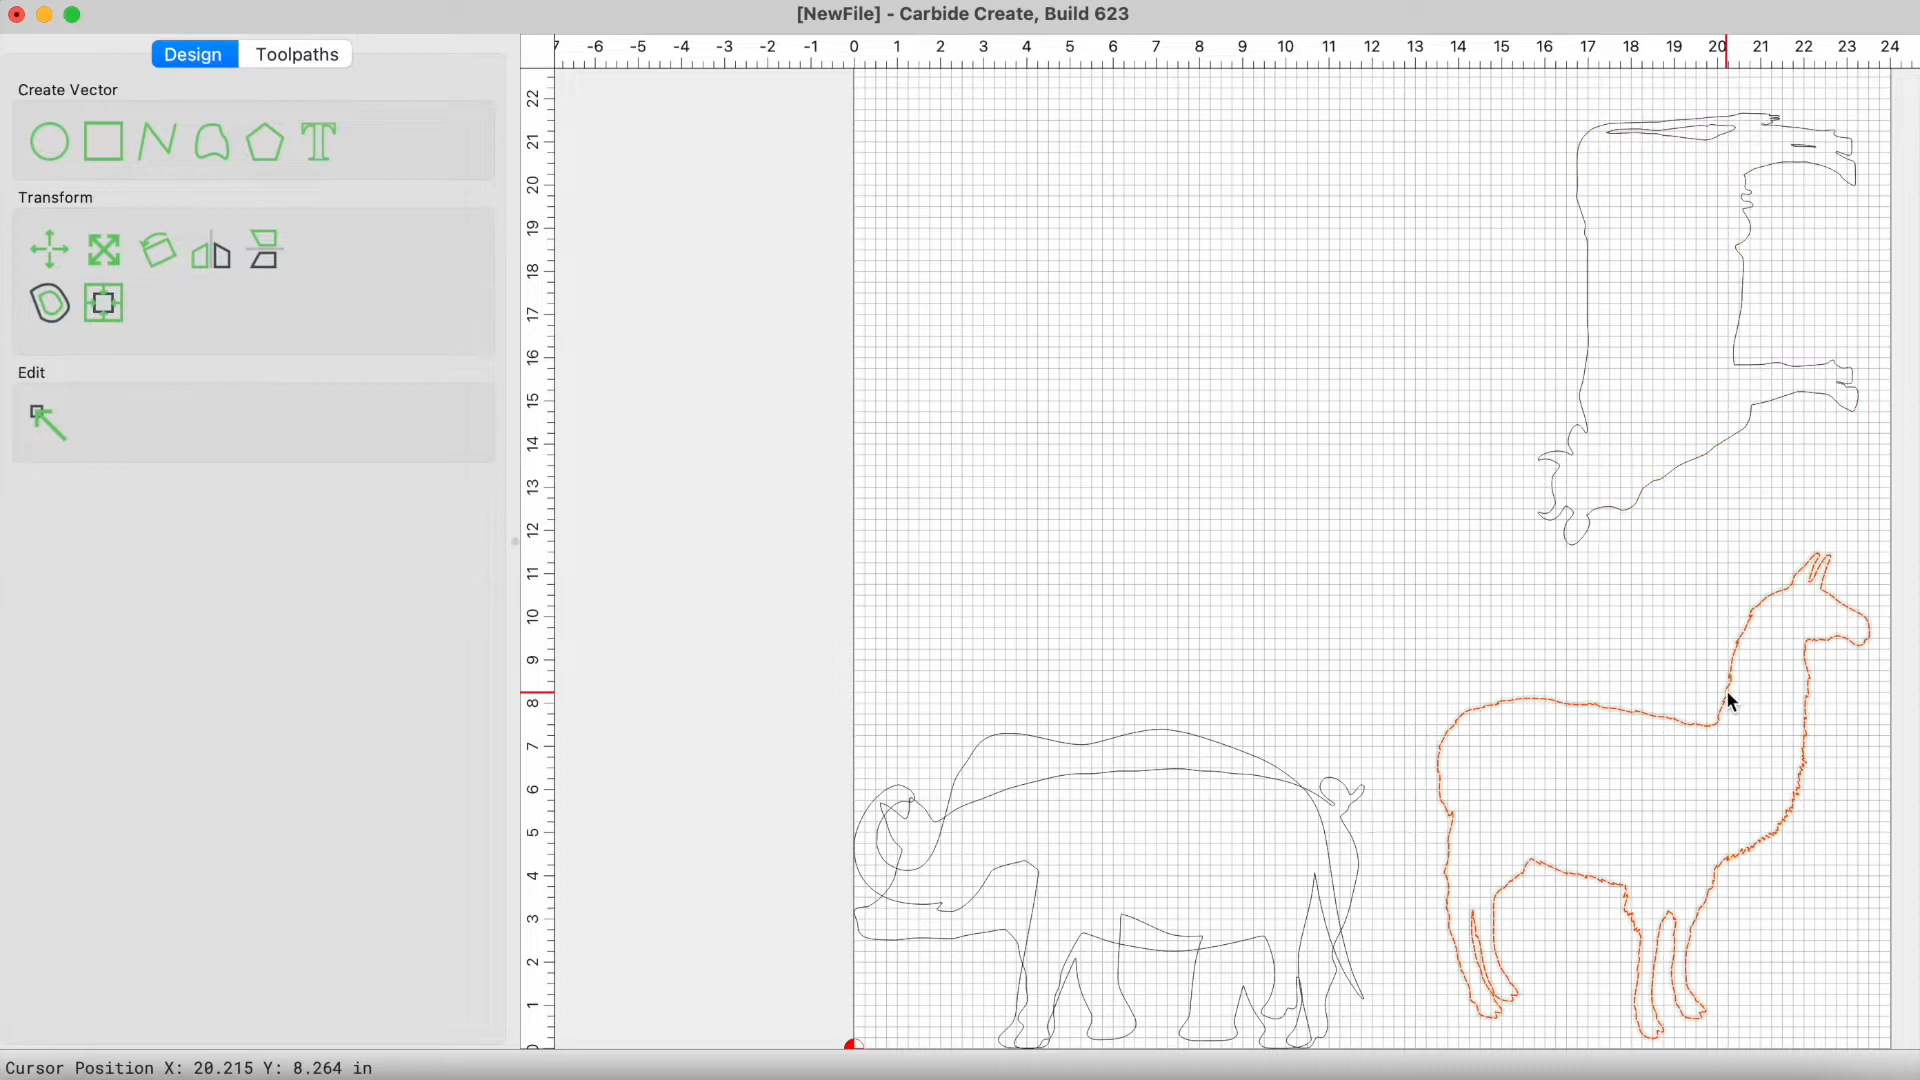 [NewFile] - Carbide Create, Build 623
Design Toolpaths
7 -6 -5 -4 -3 -2 -1 0 1 2 3 4 5 6 7 8 9 10 11 12 13 14 15 16 17 18 19 20 21 22 23 24
Create Vector
T
Transform
Edit
22
21
20
19
18
17
16
15
14
13
12
11
10
9
8
7
6
5
4
3
2
1
0
Cursor Position X: 20.215 Y: 8.264 in